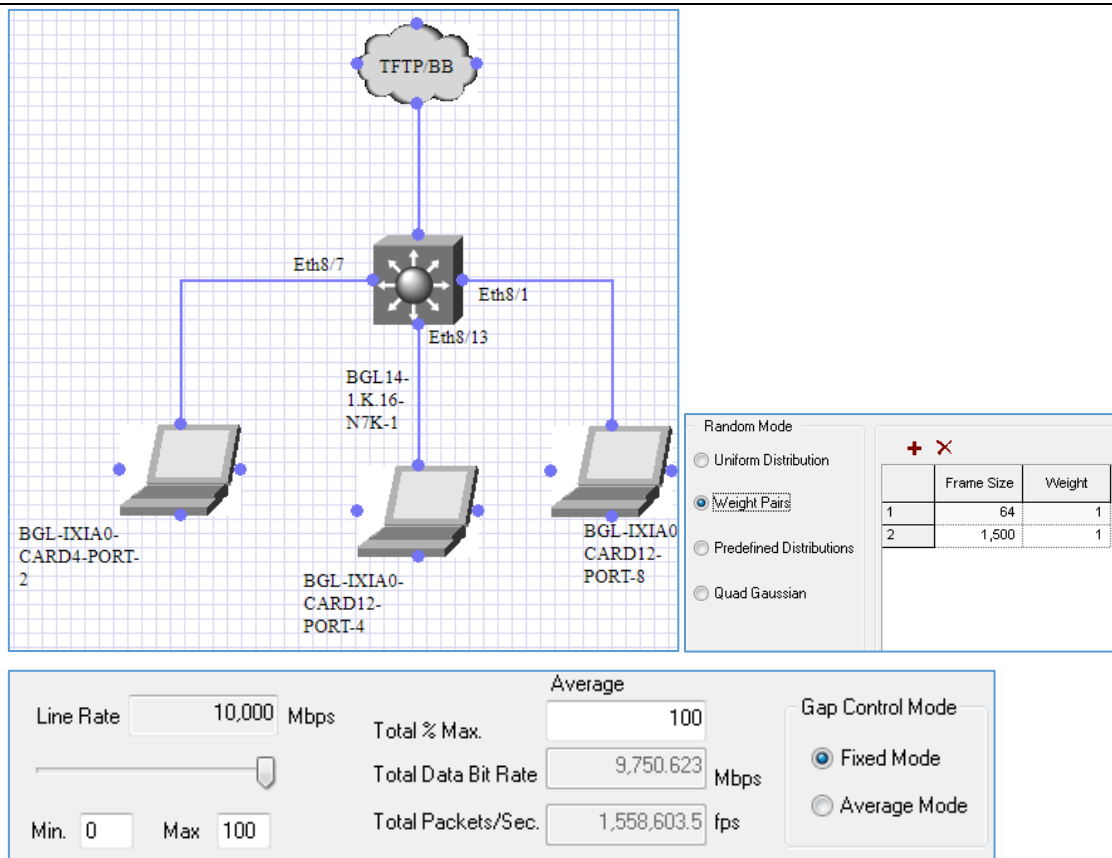 TFTP/BB
Eth8/7
Eth8/1
Eth8/13
BGL14-
1.K.16-
N7K-1
BGL-IXIA0-
CARD4-PORT-
2
BGL-IXIA0-
CARD12-
PORT-4
BGL-IXIA0
CARD12-
PORT-8
Random Mode
Uniform Distribution
Weight Pairs
Predefined Distributions
Quad Gaussian
Frame Size Weight
1 64 1
2 1,500 1
Line Rate 10,000 Mbps
Min. 0 Max 100
Average
Total % Max. 100
Total Data Bit Rate 9,750.623 Mbps
Total Packets/Sec. 1,558,603.5 fps
Gap Control Mode
Fixed Mode
Average Mode